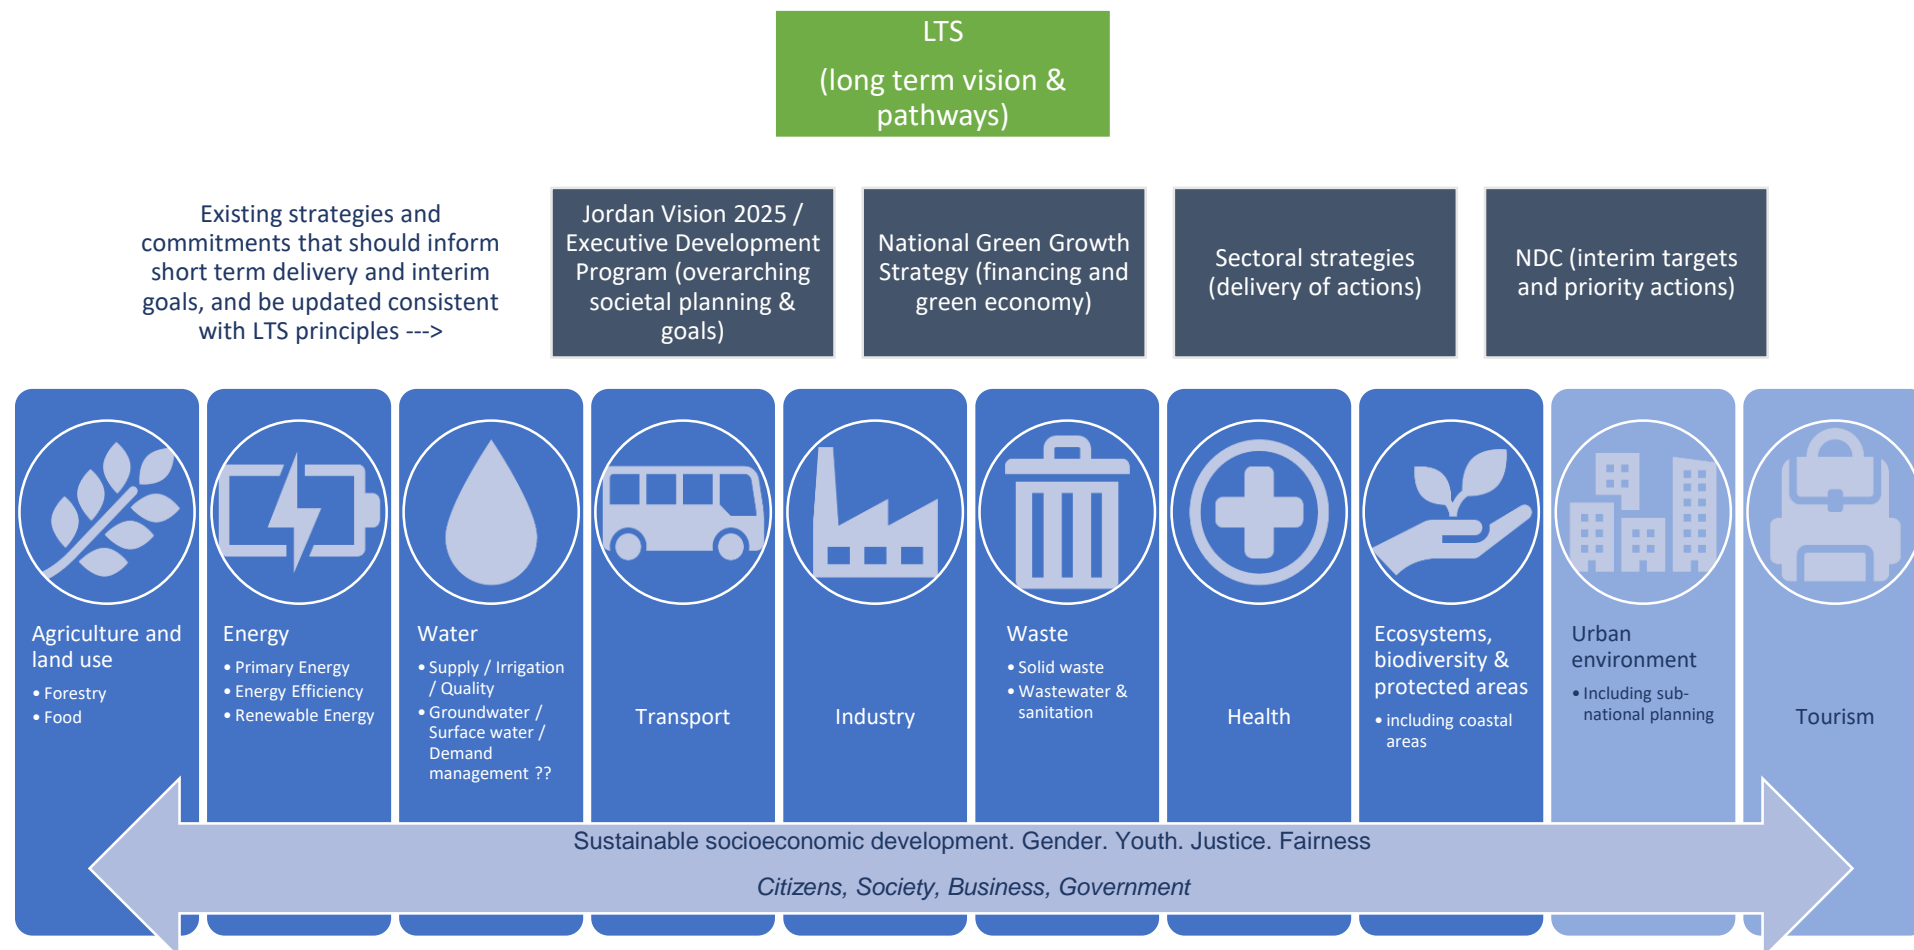 LTS
(long term vision &
pathways)
Existing strategies and
commitments that should inform
short term delivery and interim
goals, and be updated consistent
with LTS principles --->
Jordan Vision 2025 /
Executive Development
Program (overarching
societal planning &
goals)
National Green Growth
Strategy (financing and
green economy)
Sectoral strategies
(delivery of actions)
NDC (interim targets
and priority actions)
Agriculture and
land use
• Forestry
• Food
Energy
• Primary Energy
• Energy Efficiency
• Renewable Energy
Water
• Supply / Irrigation
/ Quality
• Groundwater /
Surface water /
Demand
management ??
Transport
Industry
Waste
• Solid waste
• Wastewater &
sanitation
Health
Ecosystems,
biodiversity &
protected areas
• including coastal
areas
Urban
environment
• Including sub-
national planning
Tourism
Sustainable socioeconomic development. Gender. Youth. Justice. Fairness
Citizens, Society, Business, Government